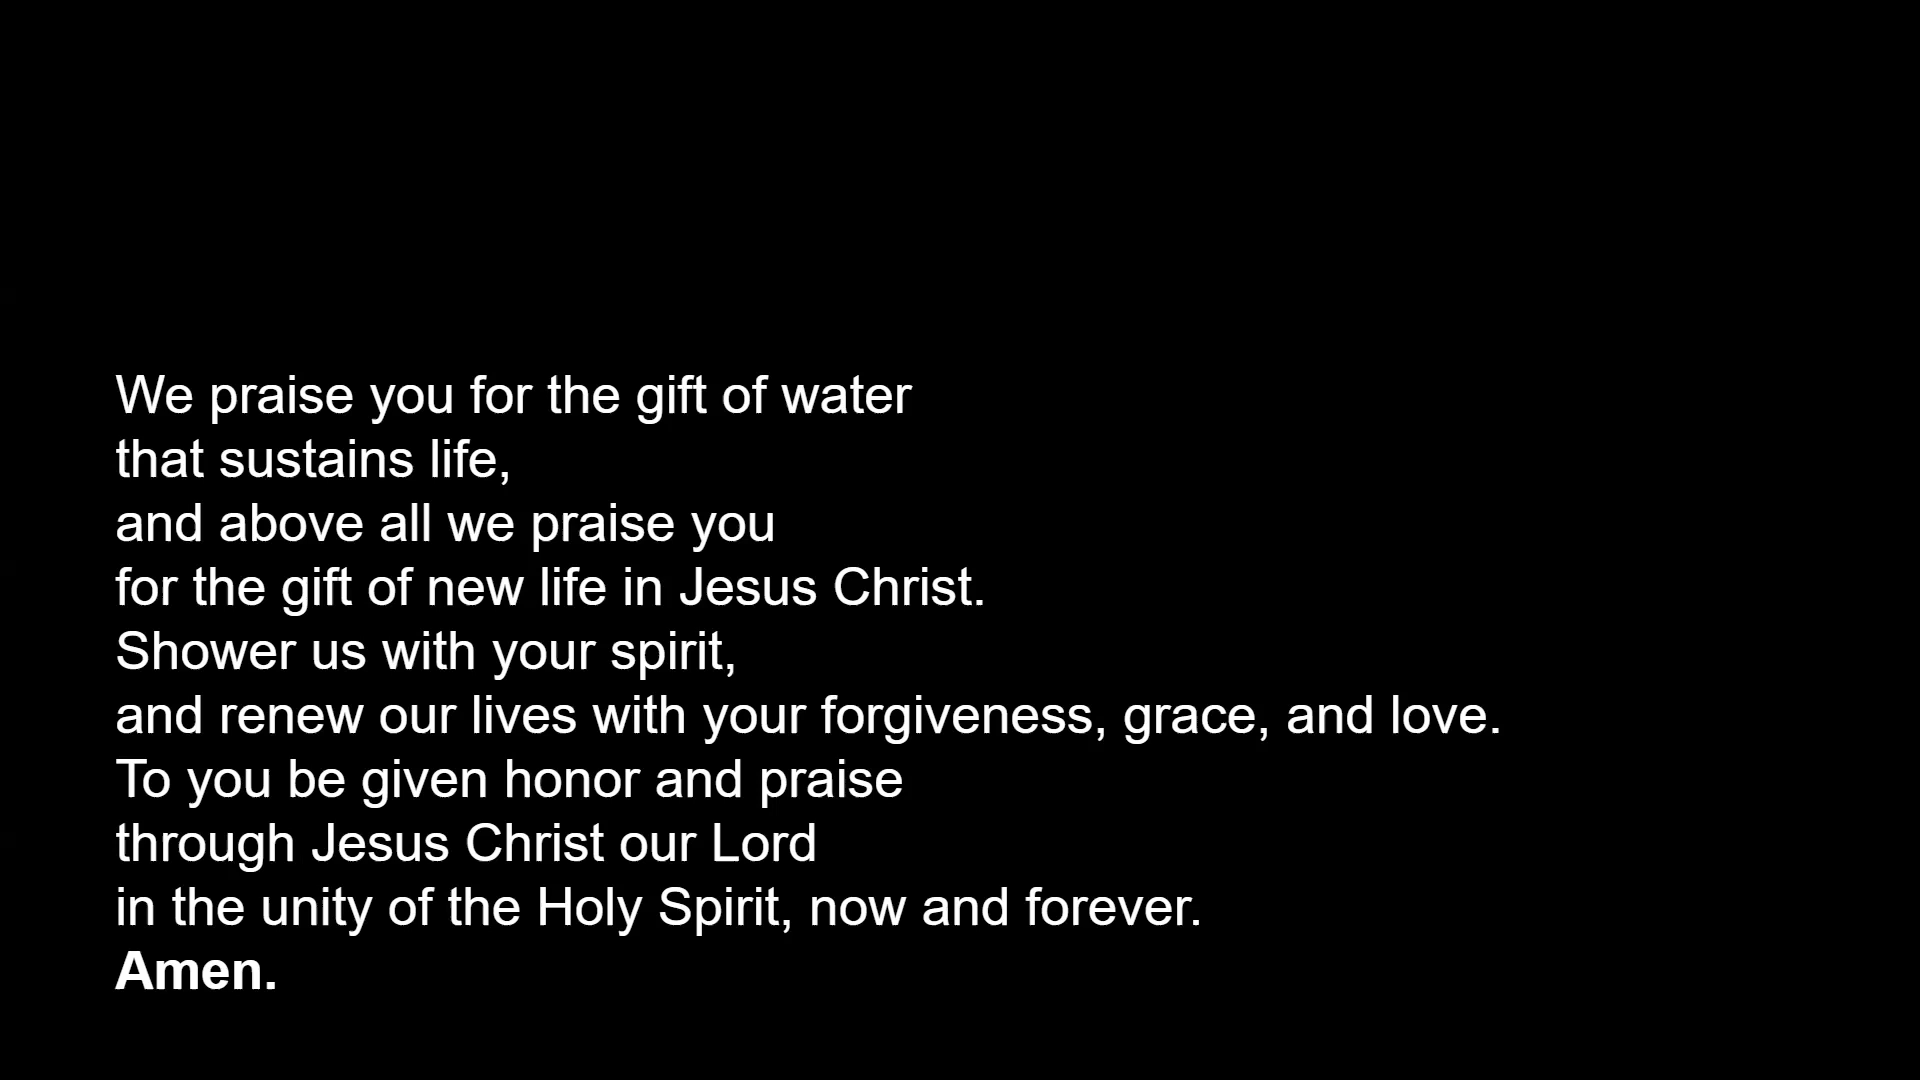 We praise you for the gift of water
that sustains life,
and above all we praise you
for the gift of new life in Jesus Christ.
Shower us with your spirit,
and renew our lives with your forgiveness, grace, and love.
To you be given honor and praise
through Jesus Christ our Lord
in the unity of the Holy Spirit, now and forever.
Amen.